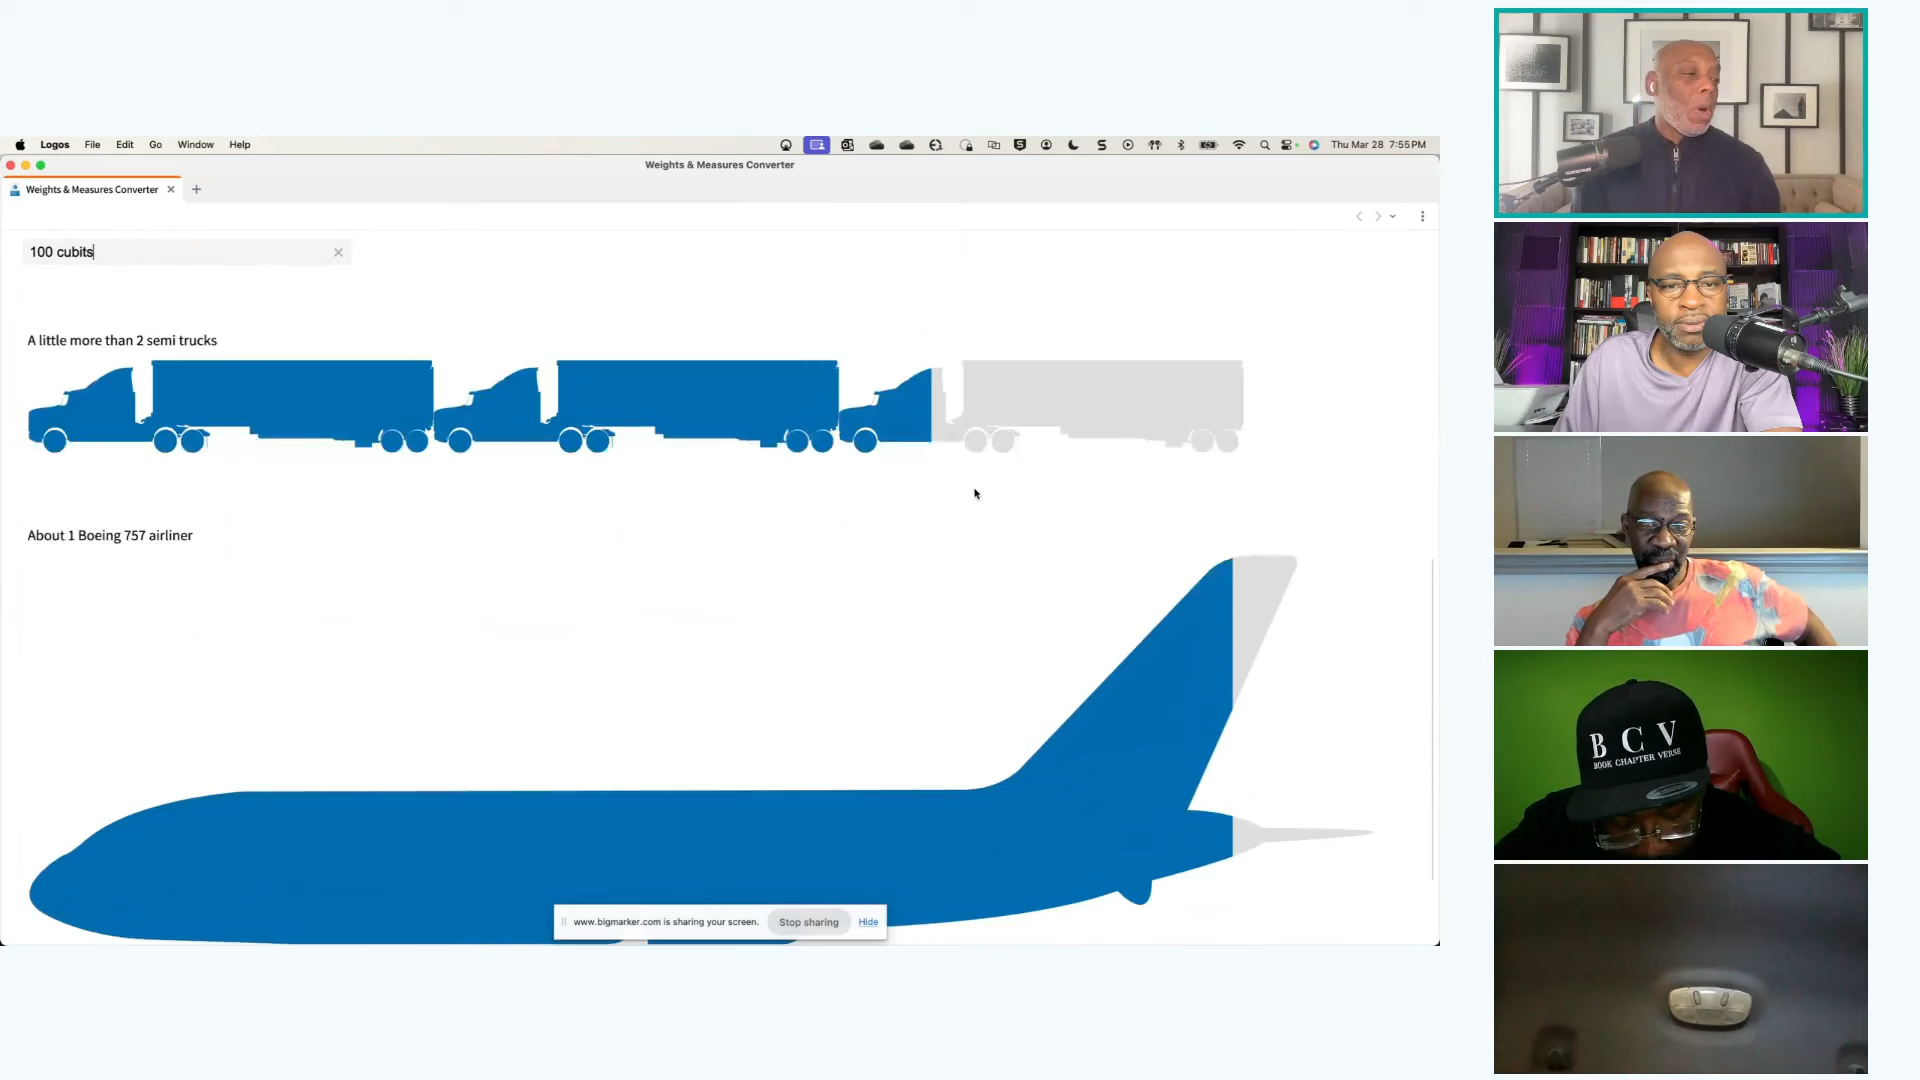 Logos File Edit Go Window Help
Thu Mar 28 7:55 PM
Weights & Measures Converter
Weights & Measures Converter
100 cubits
A little more than 2 semi trucks
About 1 Boeing 757 airliner
www.bigmarker.com is sharing your screen. Stop sharing Hide
BCV
BOOK CHAPTER VERSE